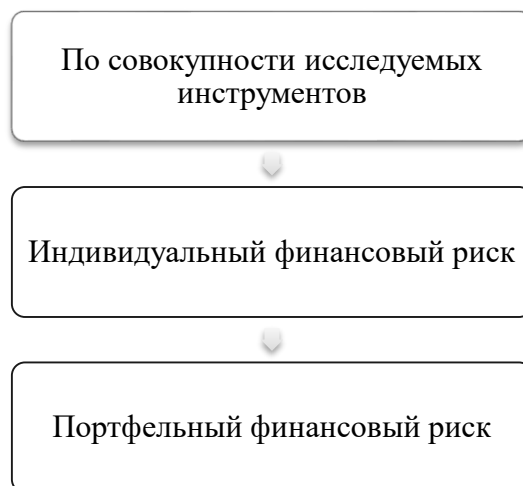 По совокупности исследуемых
инструментов
Индивидуальный финансовый риск
Портфельный финансовый риск